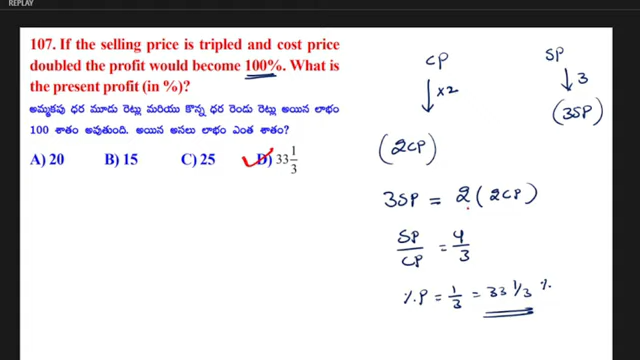 REPLAY
107. If the selling price is tripled and cost price
doubled the profit would become 100%. What is
the present profit (in %)?
అమ్మకపు ధర మూడు రెట్లు మరియు కొన్న ధర రెండు రెట్లు అయిన లాభం
100 శాతం అవుతుంది. అయిన అసలు లాభం ఎంత శాతం?
A) 20 B) 15 C) 25 D) 33 1/3
CP SP
×2 3
(2CP) (3SP)
3SP = 2 (2CP)
SP/CP = 4/3
% P = 1/3 = 33 1/3 %